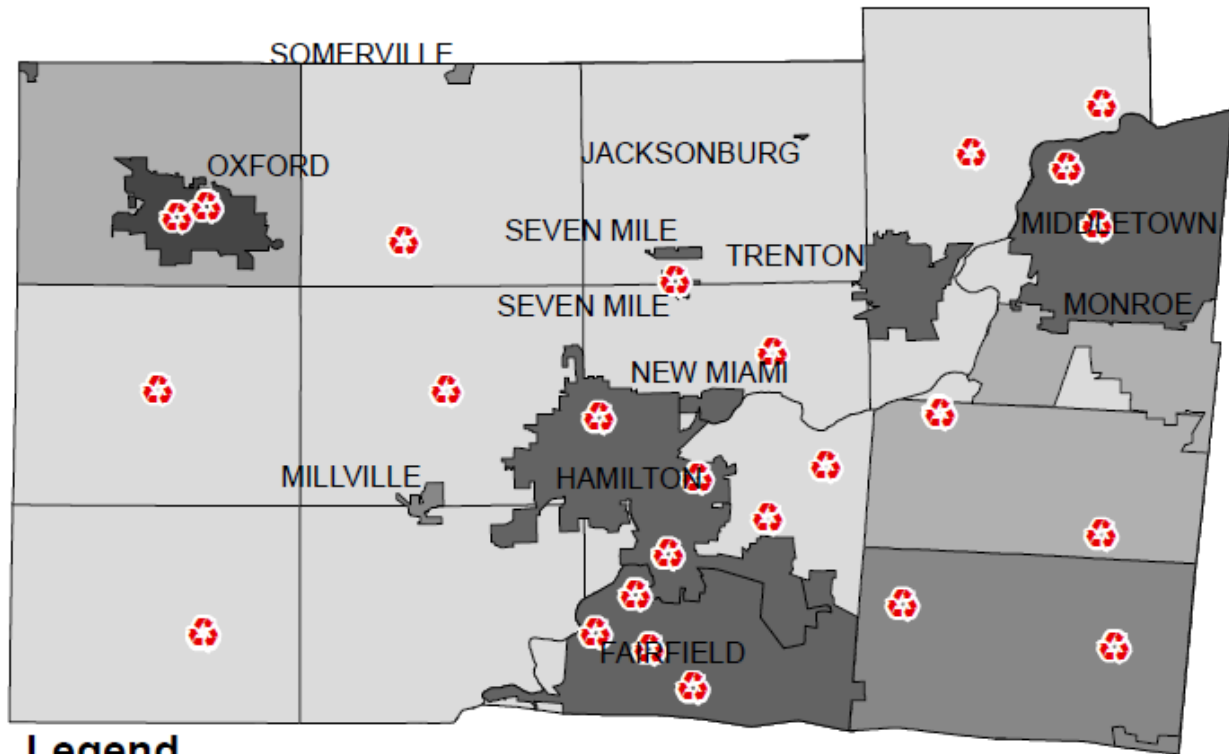 SOMERVILLE
OXFORD
JACKSONBURG
SEVEN MILE
TRENTON
MIDDLETOWN
SEVEN MILE
MONROE
NEW MIAMI
MILLVILLE
HAMILTON
FAIRFIELD
Legend